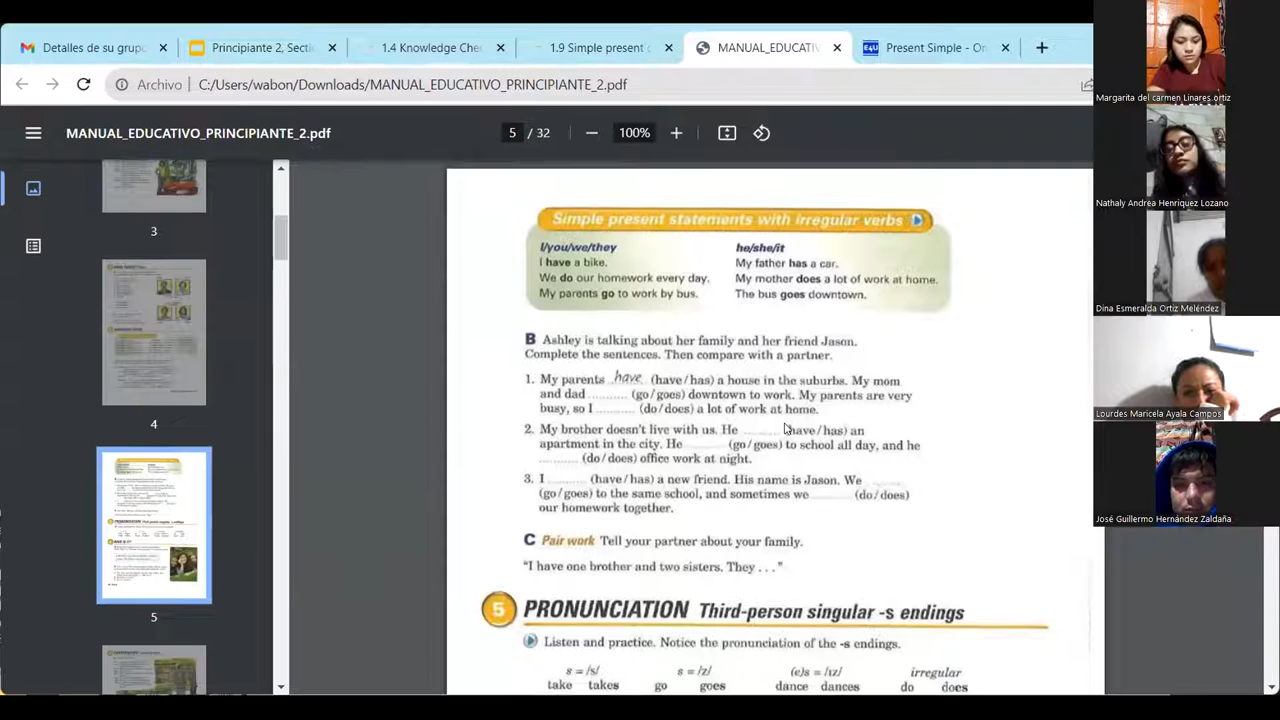 Detalles de su grupo
Principiante 2, Secti
1.4 Knowledge Che
1.9 Simple present
MANUAL_EDUCATIV
E4U
Present Simple - On
Archivo
C:/Users/wabon/Downloads/MANUAL_EDUCATIVO_PRINCIPIANTE_2.pdf
MANUAL_EDUCATIVO_PRINCIPIANTE_2.pdf
5 / 32
100%
3
4
5
Simple present statements with irregular verbs
I/you/we/they he/she/it
I have a bike. My father has a car.
We do our homework every day. My mother does a lot of work at home.
My parents go to work by bus. The bus goes downtown.
B Ashley is talking about her family and her friend Jason.
Complete the sentences. Then compare with a partner.
1. My parents have (have/has) a house in the suburbs. My mom
and dad .......... (go/goes) downtown to work. My parents are very
busy, so I .......... (do/does) a lot of work at home.
2. My brother doesn't live with us. He .......... (have/has) an
apartment in the city. He .......... (go/goes) to school all day, and he
.......... (do/does) office work at night.
3. I .......... (have/has) a new friend. His name is Jason. We ..........
(go/goes) to the same school, and sometimes we .......... (do/does)
our homework together.
C Pair work Tell your partner about your family.
"I have one brother and two sisters. They . . ."
5 PRONUNCIATION Third-person singular -s endings
Listen and practice. Notice the pronunciation of the -s endings.
s = /s/ s = /z/ (e)s = /ɪz/ irregular
take takes go goes dance dances do does
Margarita del carmen Linares ortiz
Nathaly Andrea Henriquez Lozano
Dina Esmeralda Ortiz Meléndez
Lourdes Maricela Ayala Campos
José Guillermo Hernández Zaldaña